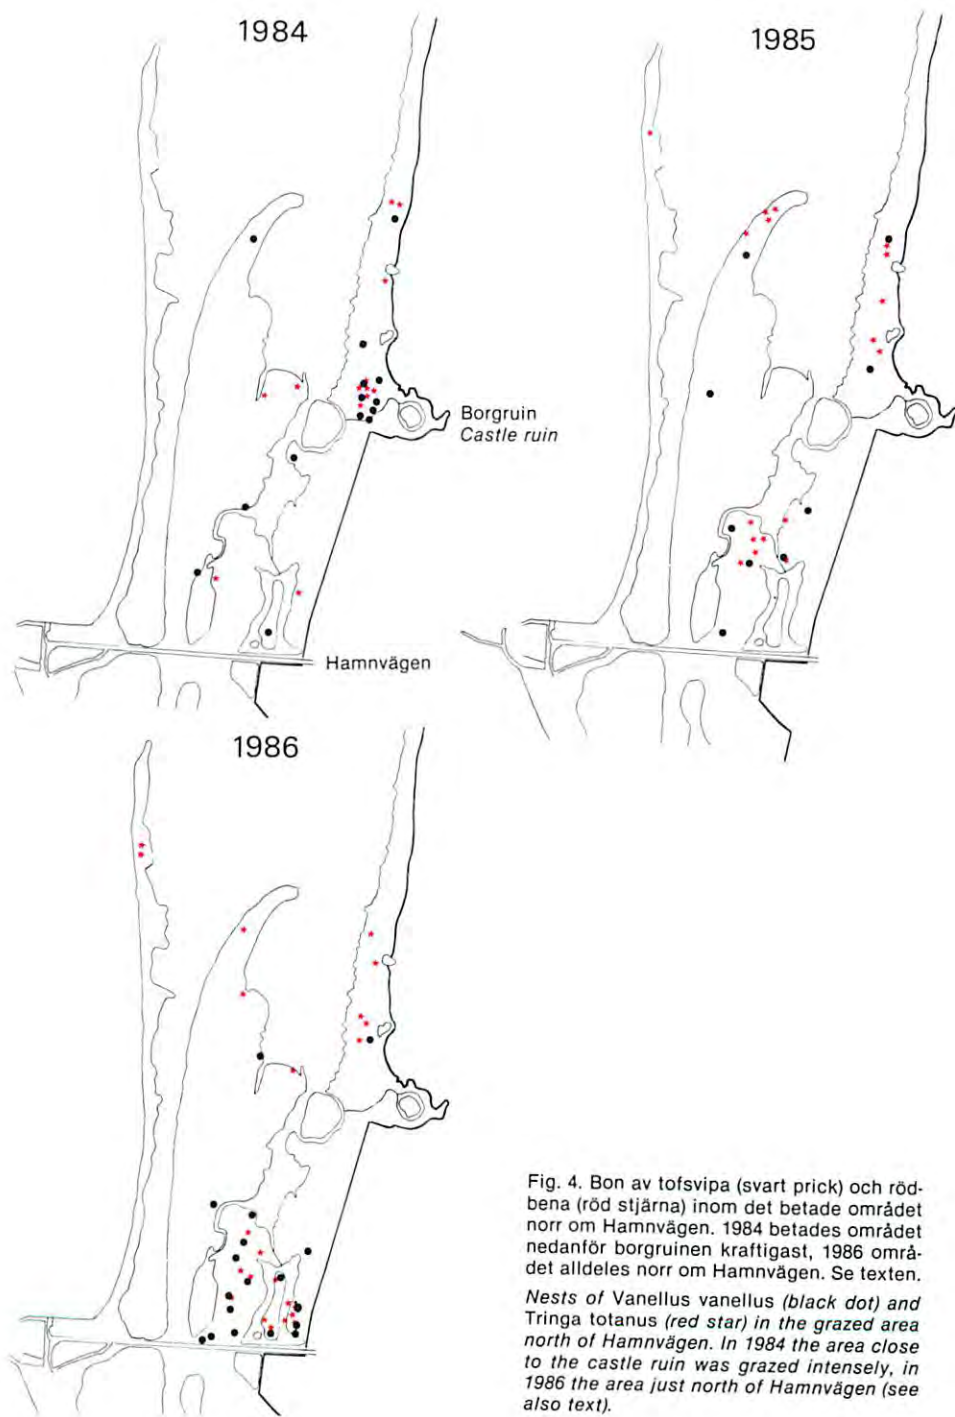 1984
1985
Borgruin
Castle ruin
Hamnvägen
1986
Fig. 4. Bon av tofsvipa (svart prick) och röd-
bena (röd stjärna) inom det betade området
norr om Hamnvägen. 1984 betades området
nedanför borgruinen kraftigast, 1986 områ-
det alldeles norr om Hamnvägen. Se texten.
Nests of Vanellus vanellus (black dot) and
Tringa totanus (red star) in the grazed area
north of Hamnvägen. In 1984 the area close
to the castle ruin was grazed intensely, in
1986 the area just north of Hamnvägen (see
also text).